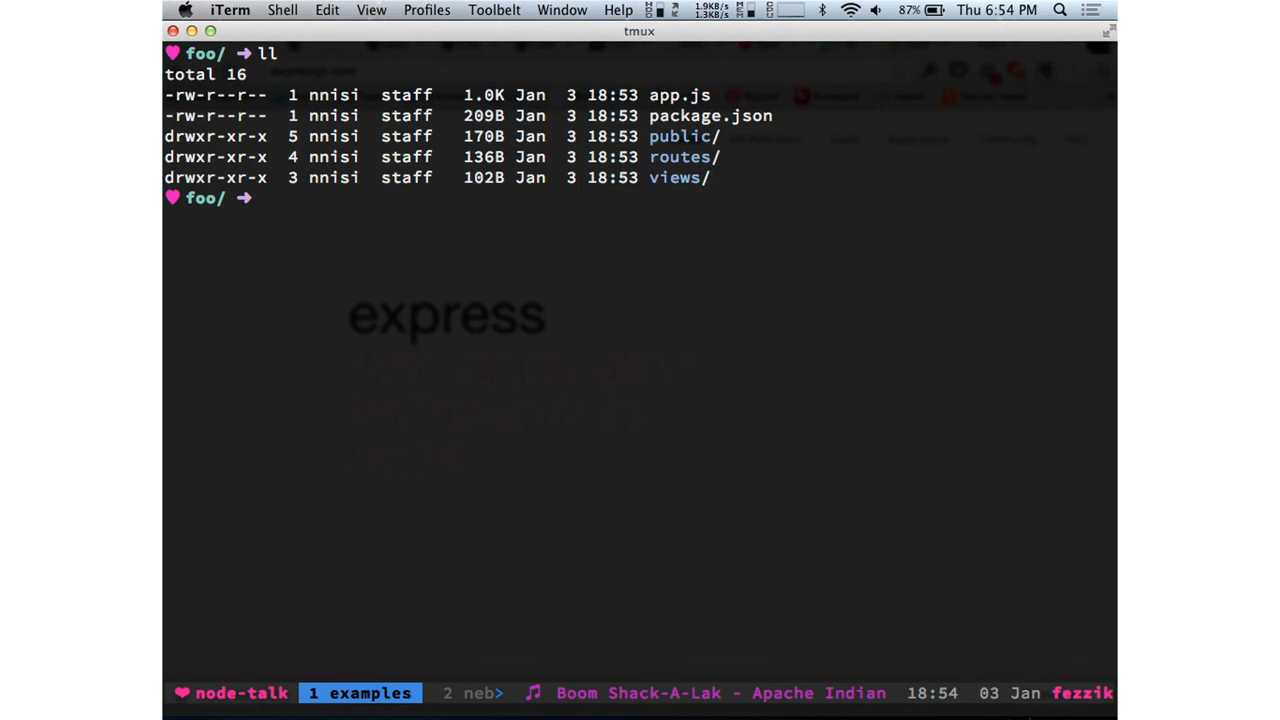 iTerm Shell Edit View Profiles Toolbelt Window Help 1.9KB/s 1.3KB/s 87% Thu 6:54 PM
tmux
foo/ ➜ ll
total 16
-rw-r--r-- 1 nnisi staff 1.0K Jan 3 18:53 app.js
-rw-r--r-- 1 nnisi staff 209B Jan 3 18:53 package.json
drwxr-xr-x 5 nnisi staff 170B Jan 3 18:53 public/
drwxr-xr-x 4 nnisi staff 136B Jan 3 18:53 routes/
drwxr-xr-x 3 nnisi staff 102B Jan 3 18:53 views/
foo/ ➜
express
❤ node-talk 1 examples 2 neb> ♫ Boom Shack-A-Lak - Apache Indian 18:54 03 Jan fezzik